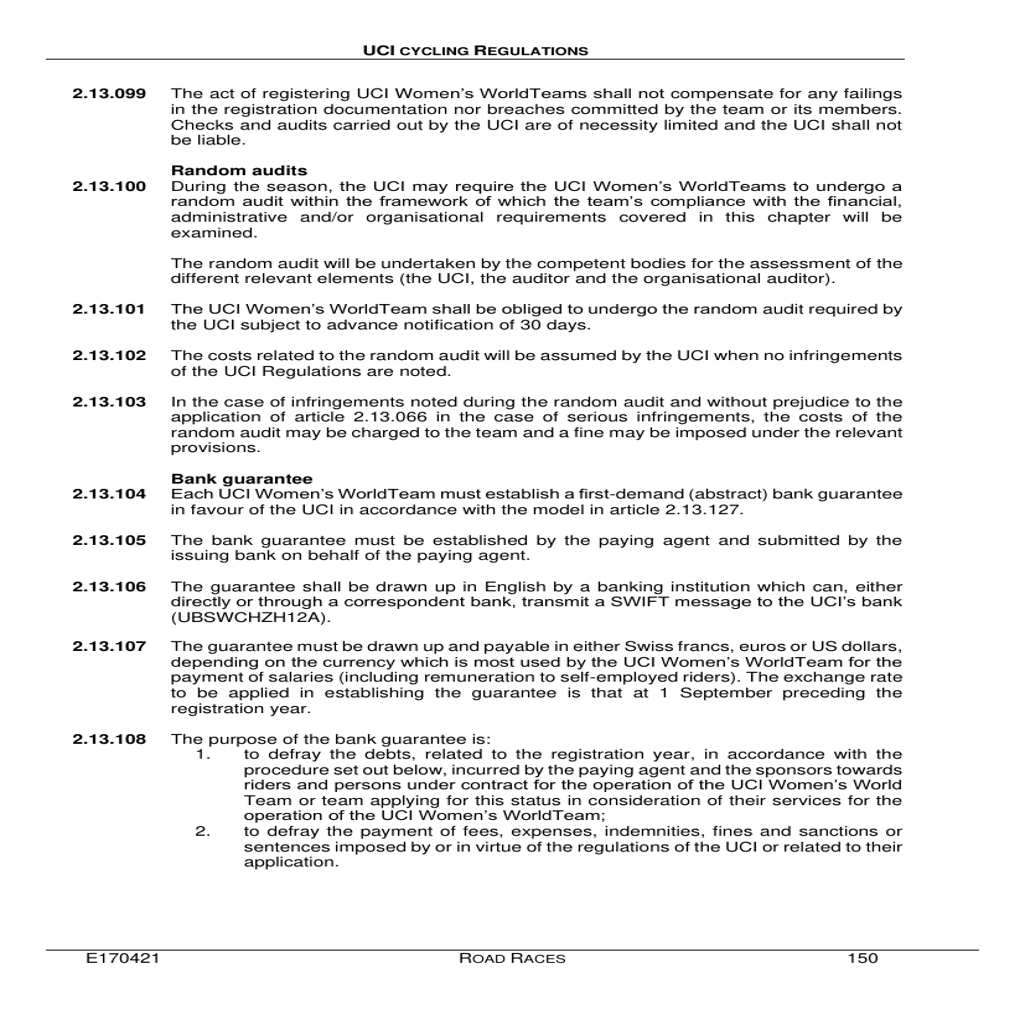 UCI CYCLING REGULATIONS
2.13.099 The act of registering UCI Women's WorldTeams shall not compensate for any failings
in the registration documentation nor breaches committed by the team or its members.
Checks and audits carried out by the UCI are of necessity limited and the UCI shall not
be liable.
Random audits
2.13.100 During the season, the UCI may require the UCI Women's WorldTeams to undergo a
random audit within the framework of which the team's compliance with the financial,
administrative and/or organisational requirements covered in this chapter will be
examined.
The random audit will be undertaken by the competent bodies for the assessment of the
different relevant elements (the UCI, the auditor and the organisational auditor).
2.13.101 The UCI Women's WorldTeam shall be obliged to undergo the random audit required by
the UCI subject to advance notification of 30 days.
2.13.102 The costs related to the random audit will be assumed by the UCI when no infringements
of the UCI Regulations are noted.
2.13.103 In the case of infringements noted during the random audit and without prejudice to the
application of article 2.13.066 in the case of serious infringements, the costs of the
random audit may be charged to the team and a fine may be imposed under the relevant
provisions.
Bank guarantee
2.13.104 Each UCI Women's WorldTeam must establish a first-demand (abstract) bank guarantee
in favour of the UCI in accordance with the model in article 2.13.127.
2.13.105 The bank guarantee must be established by the paying agent and submitted by the
issuing bank on behalf of the paying agent.
2.13.106 The guarantee shall be drawn up in English by a banking institution which can, either
directly or through a correspondent bank, transmit a SWIFT message to the UCI's bank
(UBSWCHZH12A).
2.13.107 The guarantee must be drawn up and payable in either Swiss francs, euros or US dollars,
depending on the currency which is most used by the UCI Women's WorldTeam for the
payment of salaries (including remuneration to self-employed riders). The exchange rate
to be applied in establishing the guarantee is that at 1 September preceding the
registration year.
2.13.108 The purpose of the bank guarantee is:
1. to defray the debts, related to the registration year, in accordance with the
procedure set out below, incurred by the paying agent and the sponsors towards
riders and persons under contract for the operation of the UCI Women's World
Team or team applying for this status in consideration of their services for the
operation of the UCI Women's WorldTeam;
2. to defray the payment of fees, expenses, indemnities, fines and sanctions or
sentences imposed by or in virtue of the regulations of the UCI or related to their
application.
E170421 ROAD RACES 150